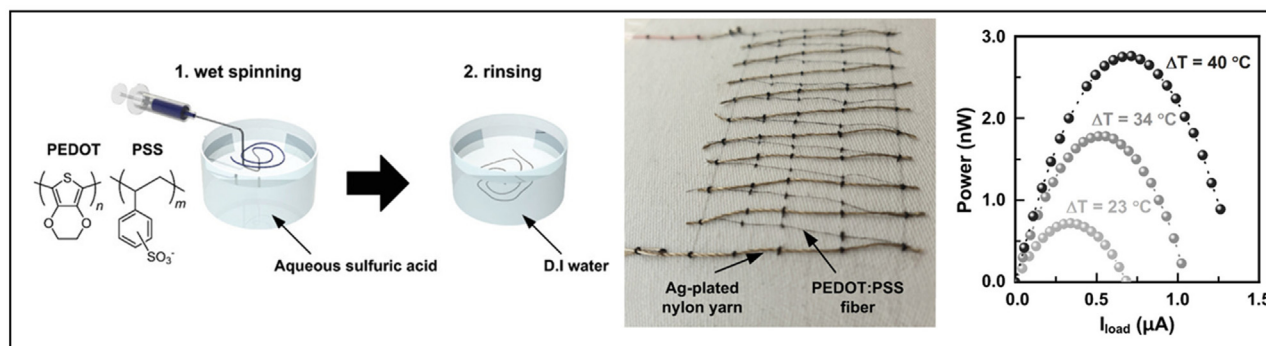 1. wet spinning
2. rinsing
PEDOT
PSS
S
O
O
n
m
SO₃⁻
Aqueous sulfuric acid
D.I water
Ag-plated
nylon yarn
PEDOT:PSS
fiber
3.0
2.0
1.0
0.0
Power (nW)
ΔT = 40 °C
ΔT = 34 °C
ΔT = 23 °C
0.0
0.5
1.0
1.5
I_load (μA)